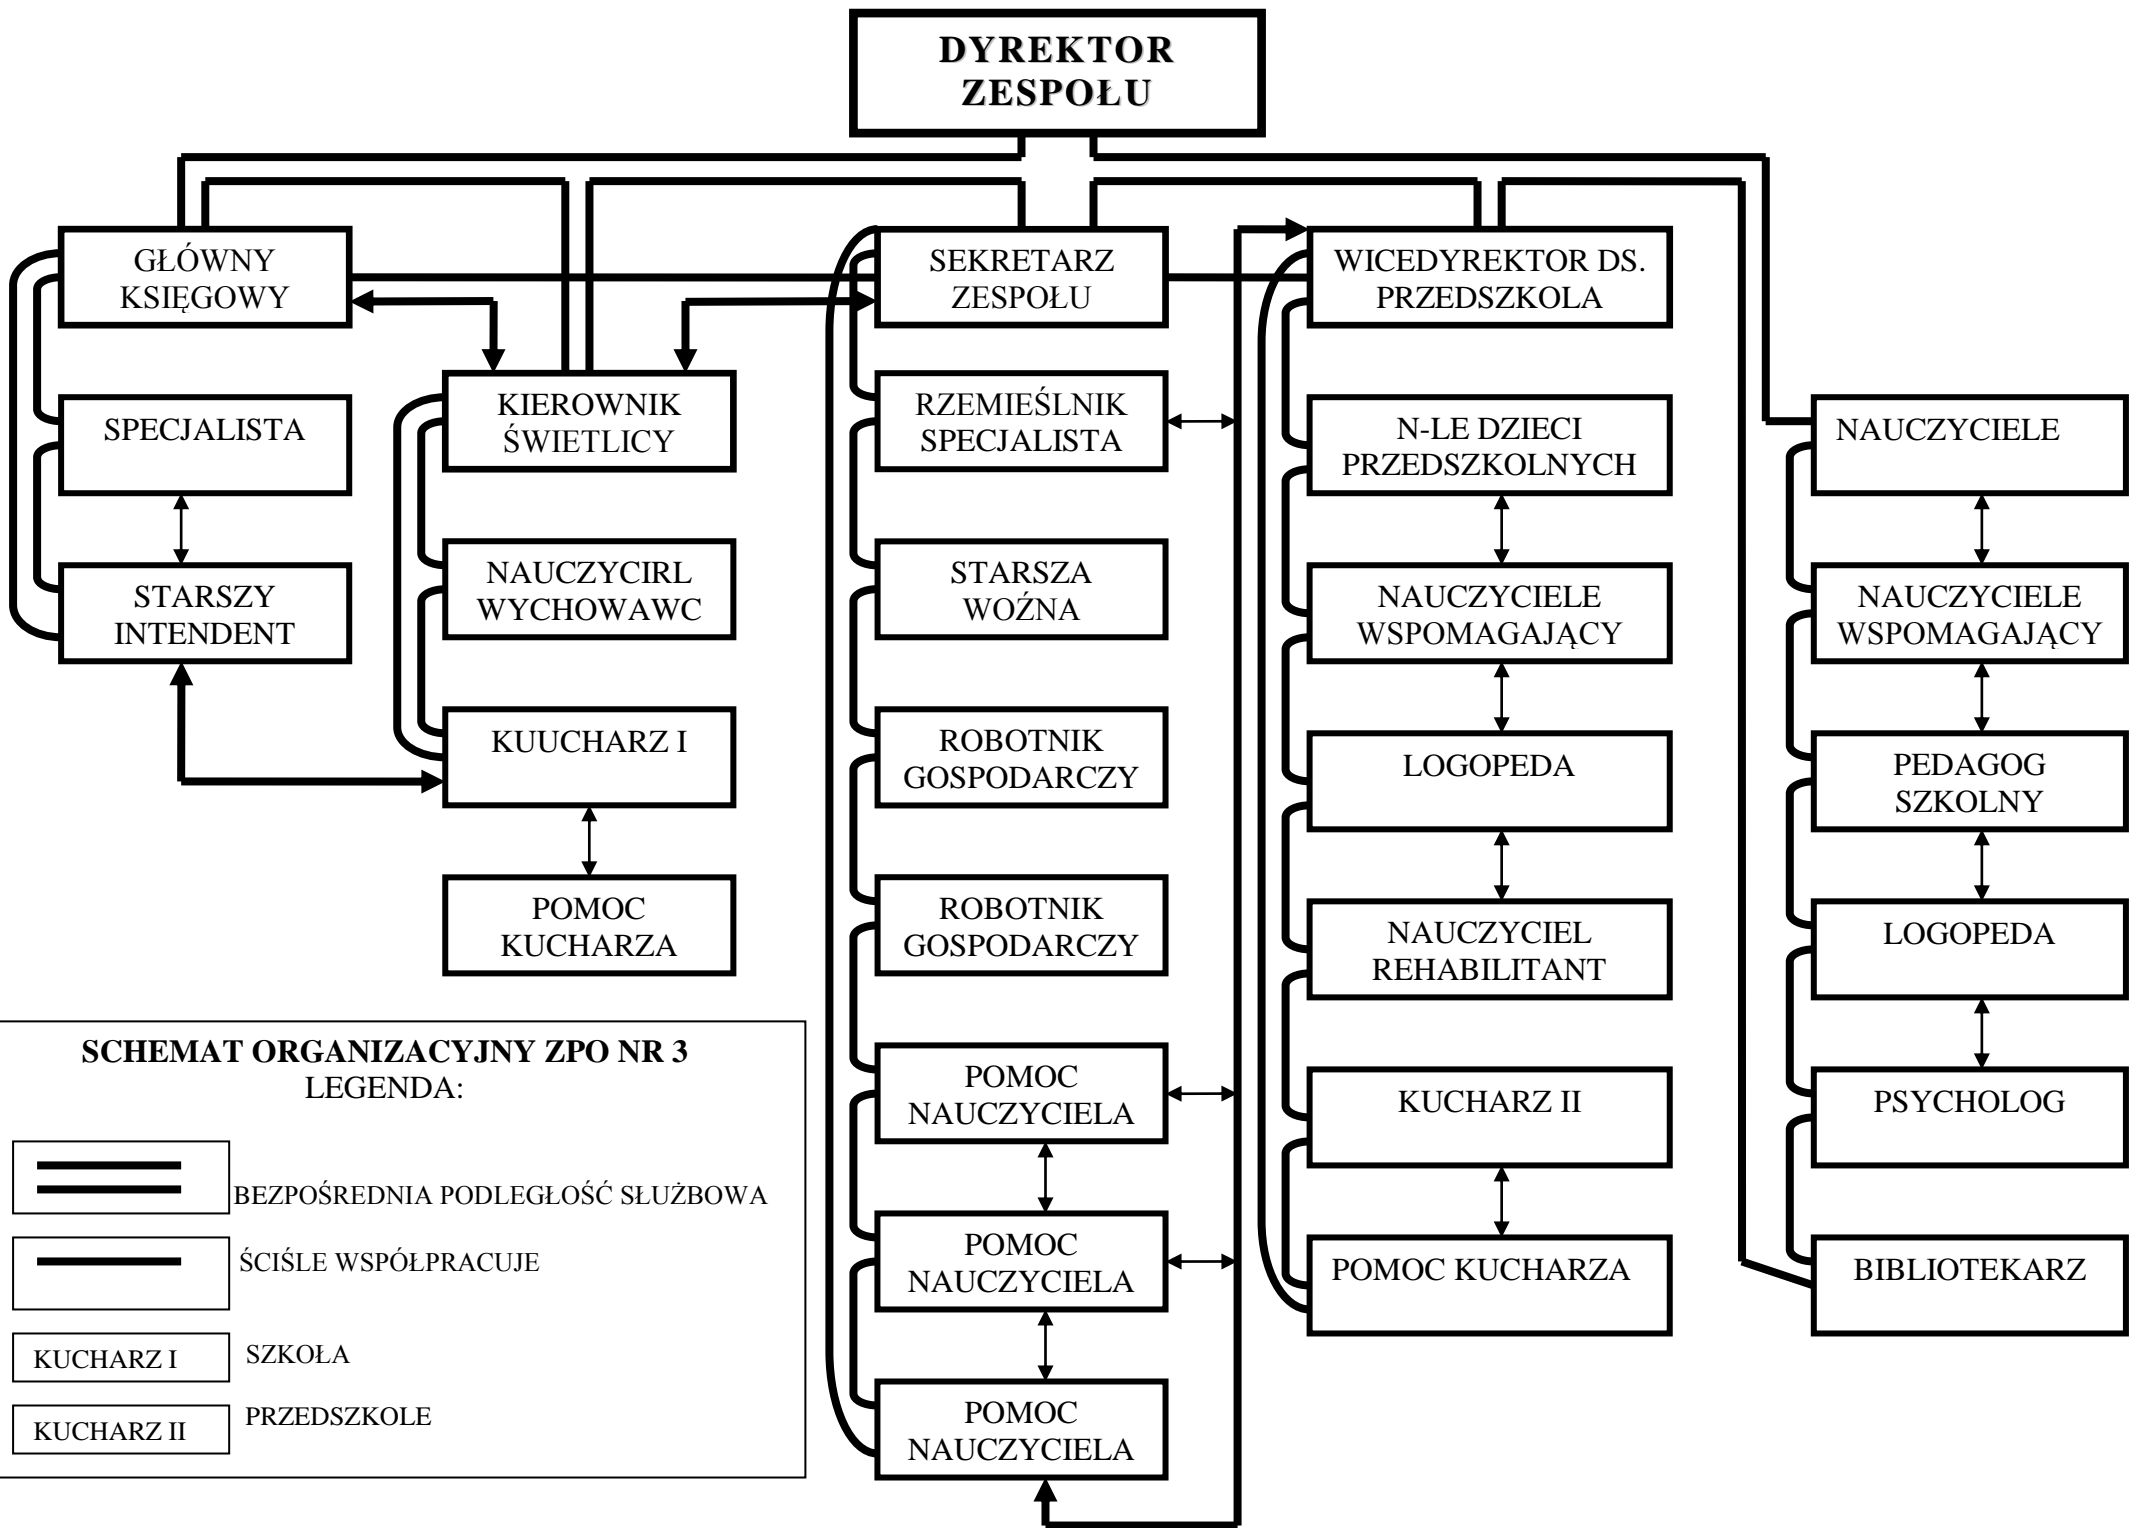 DYREKTOR
ZESPOŁU
GŁÓWNY
KSIĘGOWY
SEKRETARZ
ZESPOŁU
WICEDYREKTOR DS.
PRZEDSZKOLA
SPECJALISTA
KIEROWNIK
ŚWIETLICY
RZEMIEŚLNIK
SPECJALISTA
N-LE DZIECI
PRZEDSZKOLNYCH
NAUCZYCIELE
STARSZY
INTENDENT
NAUCZYCIRL
WYCHOWAWC
STARSZA
WOŹNA
NAUCZYCIELE
WSPOMAGAJĄCY
NAUCZYCIELE
WSPOMAGAJĄCY
KUUCHARZ I
ROBOTNIK
GOSPODARCZY
LOGOPEDA
PEDAGOG
SZKOLNY
POMOC
KUCHARZA
ROBOTNIK
GOSPODARCZY
NAUCZYCIEL
REHABILITANT
LOGOPEDA
POMOC
NAUCZYCIELA
KUCHARZ II
PSYCHOLOG
POMOC
NAUCZYCIELA
POMOC KUCHARZA
BIBLIOTEKARZ
POMOC
NAUCZYCIELA
SCHEMAT ORGANIZACYJNY ZPO NR 3
LEGENDA:
BEZPOŚREDNIA PODLEGŁOŚĆ SŁUŻBOWA
ŚCIŚLE WSPÓŁPRACUJE
KUCHARZ I SZKOŁA
KUCHARZ II PRZEDSZKOLE